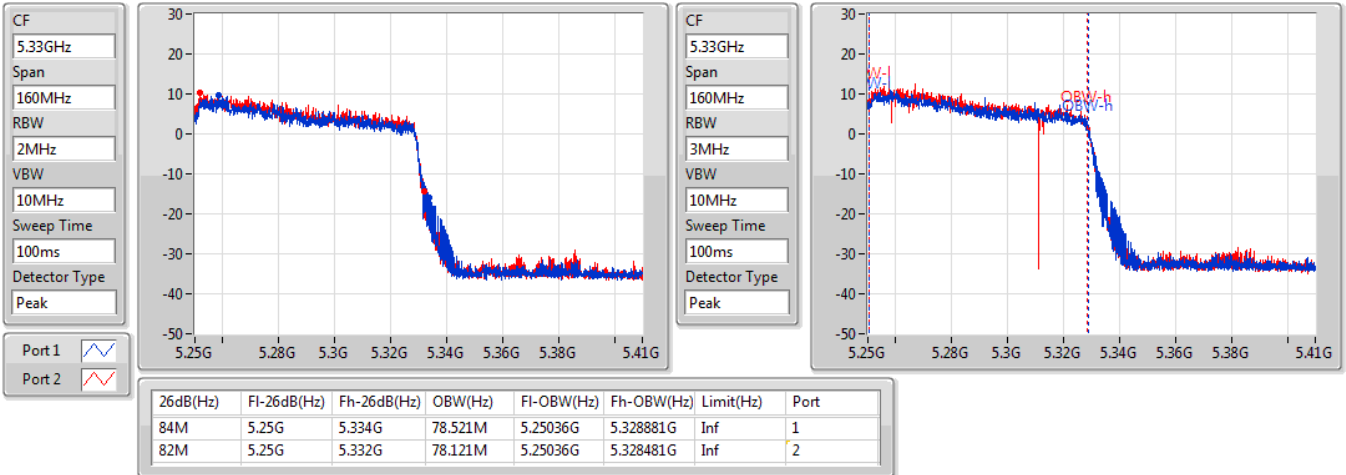 CF
5.33GHz
Span
160MHz
RBW
2MHz
VBW
10MHz
Sweep Time
100ms
Detector Type
Peak
Port 1
Port 2
30
20
10
0
-10
-20
-30
-40
-50
5.25G 5.28G 5.3G 5.32G 5.34G 5.36G 5.38G 5.41G
CF
5.33GHz
Span
160MHz
RBW
3MHz
VBW
10MHz
Sweep Time
100ms
Detector Type
Peak
30
20
10
0
-10
-20
-30
-40
-50
W-l
W-l
OBW-h
OBW-h
5.25G 5.28G 5.3G 5.32G 5.34G 5.36G 5.38G 5.41G
26dB(Hz) Fl-26dB(Hz) Fh-26dB(Hz) OBW(Hz) Fl-OBW(Hz) Fh-OBW(Hz) Limit(Hz) Port
84M 5.25G 5.334G 78.521M 5.25036G 5.328881G Inf 1
82M 5.25G 5.332G 78.121M 5.25036G 5.328481G Inf 2